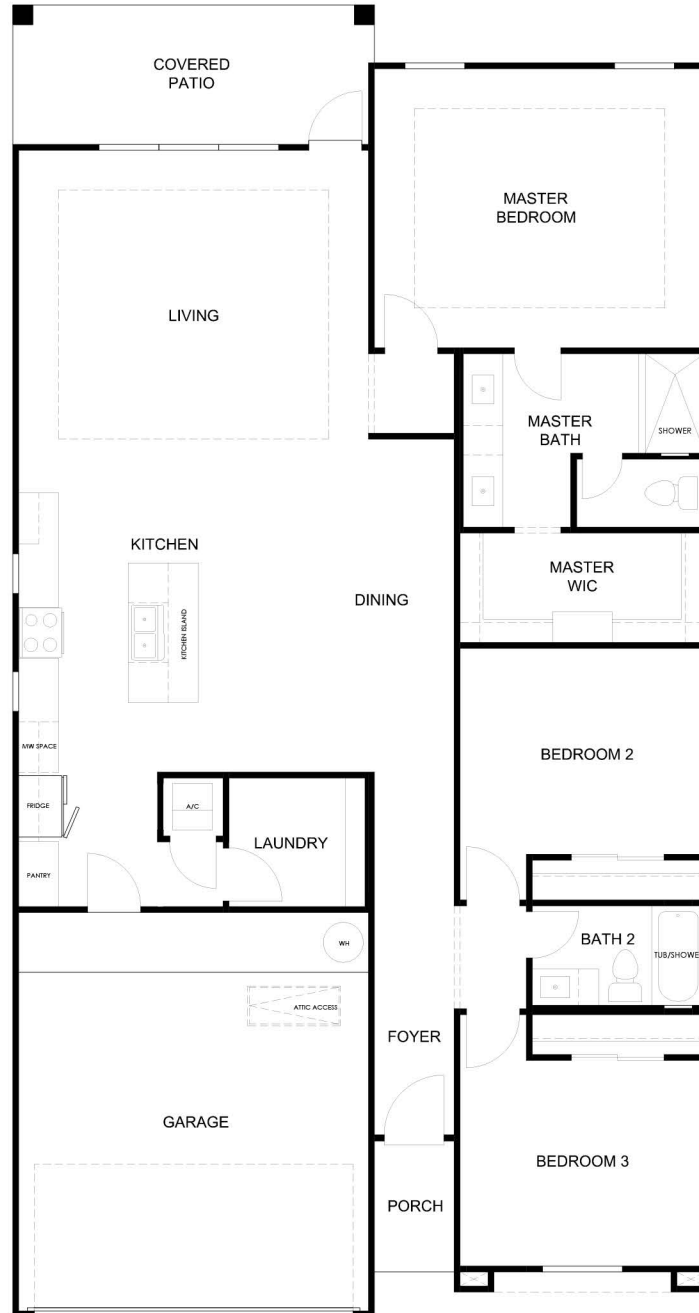 COVERED
PATIO
MASTER
BEDROOM
LIVING
MASTER
BATH
SHOWER
KITCHEN
KITCHEN ISLAND
DINING
MASTER
WIC
MW SPACE
FRIDGE
PANTRY
A/C
LAUNDRY
BEDROOM 2
BATH 2
TUB/SHOWE
WH
ATTIC ACCESS
FOYER
GARAGE
PORCH
BEDROOM 3